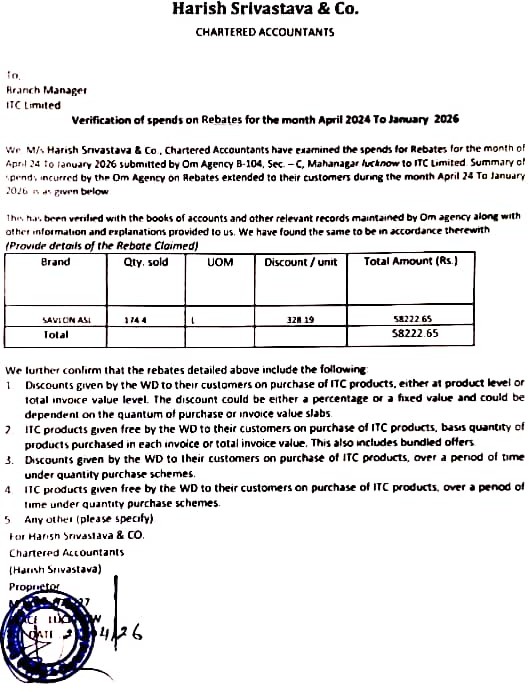 Harish Srivastava & Co.
CHARTERED ACCOUNTANTS
To,
Branch Manager
ITC Limited
Verification of spends on Rebates for the month April 2024 To January 2026
We M/s Harish Srivastava & Co., Chartered Accountants have examined the spends for Rebates for the month of
April 24 To January 2026 submitted by Om Agency B-104, Sec. – C, Mahanagar lucknow to ITC Limited. Summary of
spends incurred by the Om Agency on Rebates extended to their customers during the month April 24 To January
2026 is as given below
This has been verified with the books of accounts and other relevant records maintained by Om agency along with
other information and explanations provided to us. We have found the same to be in accordance therewith
(Provide details of the Rebate Claimed)
Brand Qty. sold UOM Discount / unit Total Amount (Rs.)
SAVLON ASL 174.4 L 328.19 58222.65
Total 58222.65
We further confirm that the rebates detailed above include the following
1 Discounts given by the WD to their customers on purchase of ITC products, either at product level or
total invoice value level. The discount could be either a percentage or a fixed value and could be
dependent on the quantum of purchase or invoice value slabs.
2 ITC products given free by the WD to their customers on purchase of ITC products, basis quantity of
products purchased in each invoice or total invoice value. This also includes bundled offers.
3. Discounts given by the WD to their customers on purchase of ITC products, over a period of time
under quantity purchase schemes.
4 ITC products given free by the WD to their customers on purchase of ITC products, over a period of
time under quantity purchase schemes.
5 Any other (please specify)
For Harish Srivastava & CO.
Chartered Accountants
(Harish Srivastava)
Proprietor
DATE